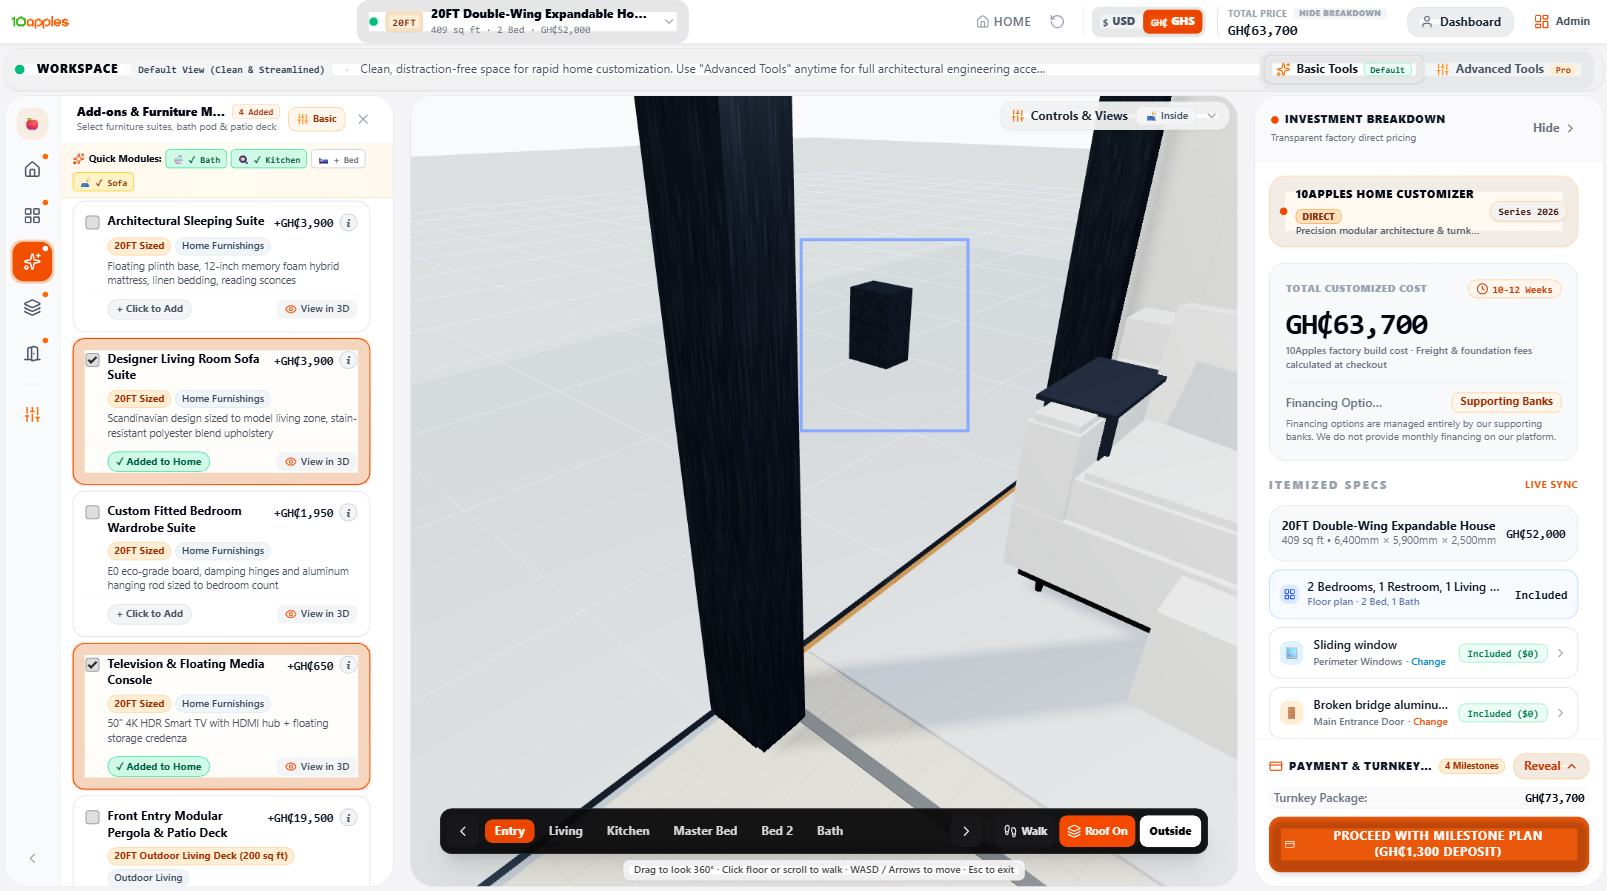 10apples
20FT
20FT Double-Wing Expandable Ho...
409 sq ft · 2 Bed · GH₵52,000
HOME
$ USD
GH₵ GHS
TOTAL PRICE HIDE BREAKDOWN
GH₵63,700
Dashboard
Admin
WORKSPACE
Default View (Clean & Streamlined)
Clean, distraction-free space for rapid home customization. Use "Advanced Tools" anytime for full architectural engineering acce...
Basic Tools Default
Advanced Tools Pro
Add-ons & Furniture M... 4 Added
Select furniture suites, bath pod & patio deck
Basic
Quick Modules: ✓ Bath ✓ Kitchen + Bed
✓ Sofa
Architectural Sleeping Suite +GH₵3,900 i
20FT Sized Home Furnishings
Floating plinth base, 12-inch memory foam hybrid
mattress, linen bedding, reading sconces
+ Click to Add View in 3D
Designer Living Room Sofa
Suite
+GH₵3,900 i
20FT Sized Home Furnishings
Scandinavian design sized to model living zone, stain-
resistant polyester blend upholstery
✓ Added to Home View in 3D
Custom Fitted Bedroom
Wardrobe Suite
+GH₵1,950 i
20FT Sized Home Furnishings
E0 eco-grade board, damping hinges and aluminum
hanging rod sized to bedroom count
+ Click to Add View in 3D
Television & Floating Media
Console
+GH₵650 i
20FT Sized Home Furnishings
50" 4K HDR Smart TV with HDMI hub + floating
storage credenza
✓ Added to Home View in 3D
Front Entry Modular
Pergola & Patio Deck
+GH₵19,500 i
20FT Outdoor Living Deck (200 sq ft)
Outdoor Living
Controls & Views Inside
Entry Living Kitchen Master Bed Bed 2 Bath
Walk Roof On Outside
Drag to look 360° · Click floor or scroll to walk · WASD / Arrows to move · Esc to exit
INVESTMENT BREAKDOWN
Transparent factory direct pricing
Hide
10APPLES HOME CUSTOMIZER
DIRECT
Series 2026
Precision modular architecture & turnk...
TOTAL CUSTOMIZED COST
10-12 Weeks
GH₵63,700
10Apples factory build cost · Freight & foundation fees
calculated at checkout
Financing Optio... Supporting Banks
Financing options are managed entirely by our supporting
banks. We do not provide monthly financing on our platform.
ITEMIZED SPECS LIVE SYNC
20FT Double-Wing Expandable House
409 sq ft • 6,400mm × 5,900mm × 2,500mm
GH₵52,000
2 Bedrooms, 1 Restroom, 1 Living ...
Floor plan · 2 Bed, 1 Bath
Included
Sliding window
Perimeter Windows · Change
Included ($0)
Broken bridge aluminu...
Main Entrance Door · Change
Included ($0)
PAYMENT & TURNKEY... 4 Milestones Reveal
Turnkey Package: GH₵73,700
PROCEED WITH MILESTONE PLAN
(GH₵1,300 DEPOSIT)